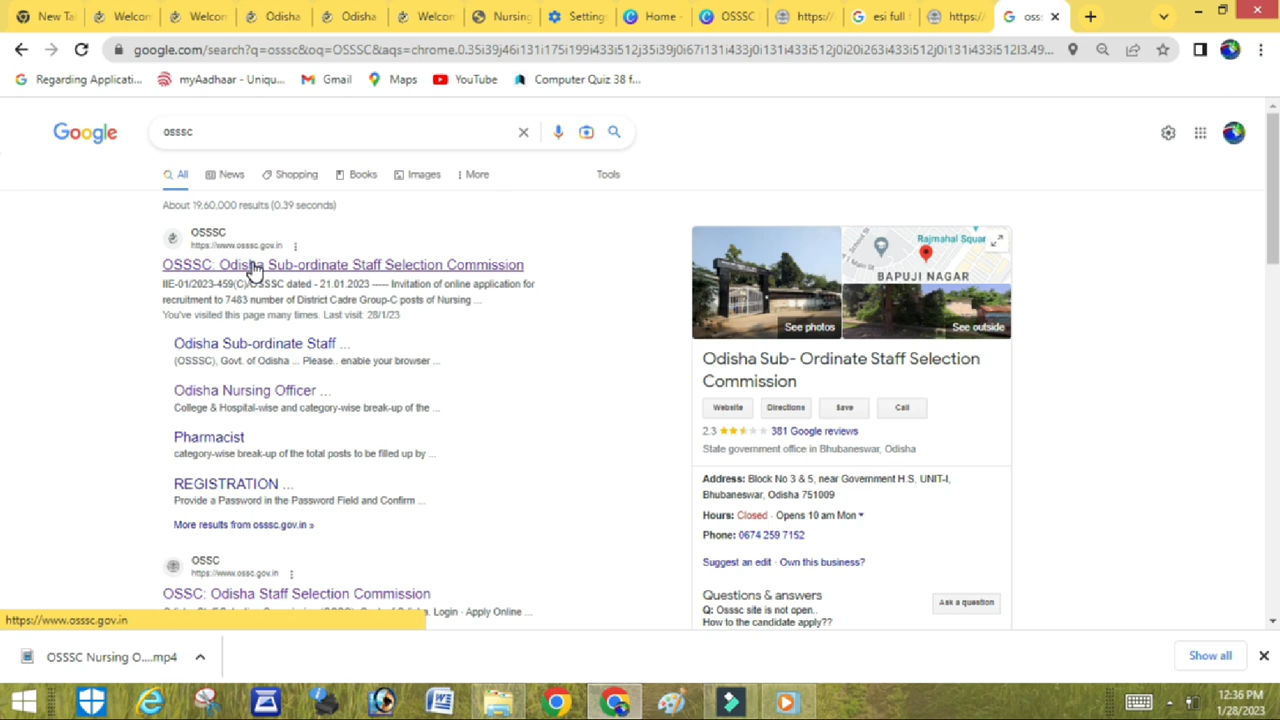 New Ta
Welcon
Welcon
Odisha
Odisha
Welcon
Nursing
Setting:
Home -
OSSSC
https://
esi full
https://
oss:
google.com/search?q=osssc&oq=OSSSC&aqs=chrome.0.35i39j46i131i175i199i433i512j35i39j0i67i131i433j0i131i433i512j0i20i263i433i512j0i131i433i512l3.49...
Regarding Applicati...
myAadhaar - Uniqu...
Gmail
Maps
YouTube
Computer Quiz 38 f...
Google
osssc
All
News
Shopping
Books
Images
More
Tools
About 19,60,000 results (0.39 seconds)
OSSSC
https://www.osssc.gov.in
OSSSC: Odisha Sub-ordinate Staff Selection Commission
IIE-01/2023-459(C)/OSSSC dated - 21.01.2023 ----- Invitation of online application for
recruitment to 7483 number of District Cadre Group-C posts of Nursing ...
You've visited this page many times. Last visit: 28/1/23
Odisha Sub-ordinate Staff ...
(OSSSC), Govt. of Odisha ... Please.. enable your browser ...
Odisha Nursing Officer ...
College & Hospital-wise and category-wise break-up of the ...
Pharmacist
category-wise break-up of the total posts to be filled up by ...
REGISTRATION ...
Provide a Password in the Password Field and Confirm ...
More results from osssc.gov.in »
OSSC
https://www.ossc.gov.in
OSSC: Odisha Staff Selection Commission
Login · Apply Online ...
https://www.osssc.gov.in
See photos
Rajmahal Squar
BAPUJI NAGAR
See outside
Odisha Sub- Ordinate Staff Selection
Commission
Website
Directions
Save
Call
2.3
381 Google reviews
State government office in Bhubaneswar, Odisha
Address: Block No 3 & 5, near Government H.S, UNIT-I,
Bhubaneswar, Odisha 751009
Hours: Closed · Opens 10 am Mon
Phone: 0674 259 7152
Suggest an edit · Own this business?
Questions & answers
Q: Osssc site is not open..
How to the candidate apply??
Ask a question
OSSSC Nursing O....mp4
Show all
12:36 PM
1/28/2023